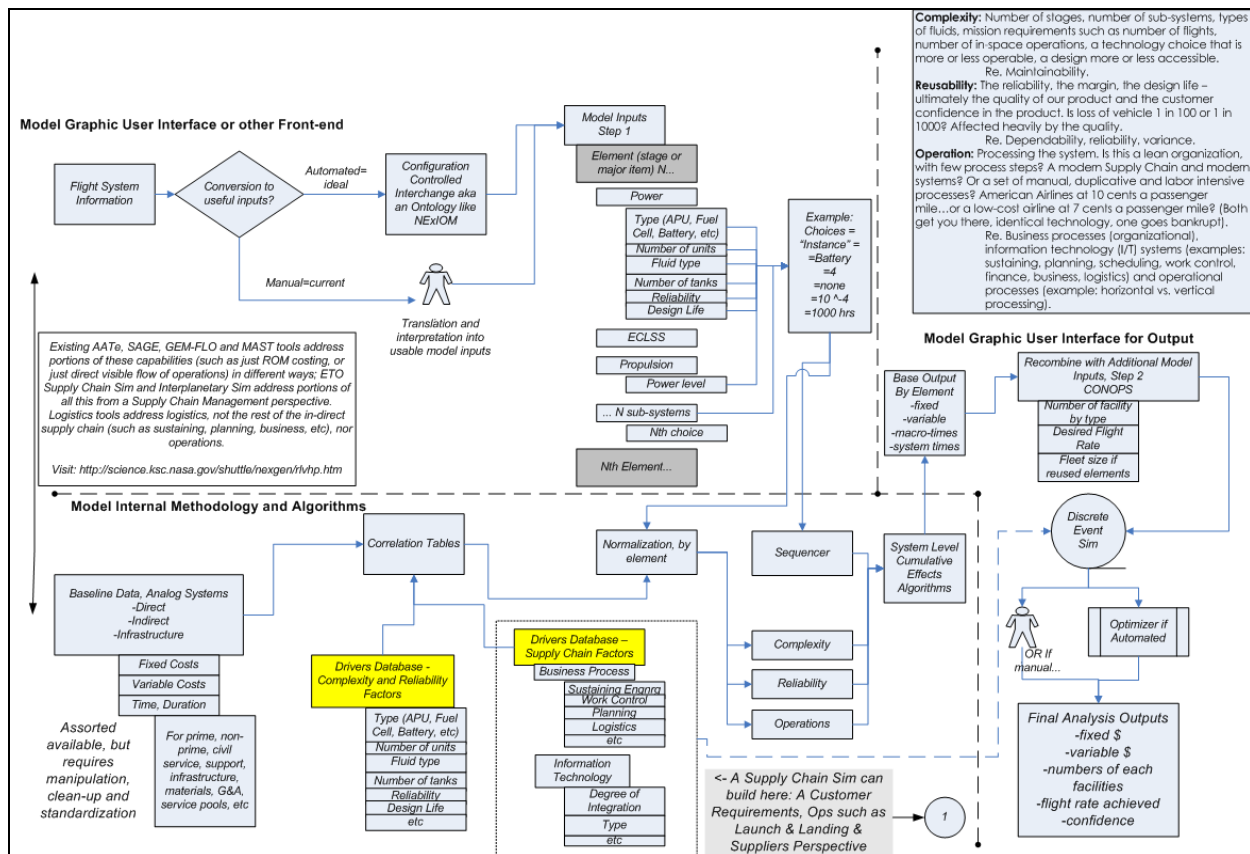 Complexity: Number of stages, number of sub-systems, types
of fluids, mission requirements such as number of flights,
number of in-space operations, a technology choice that is
more or less operable, a design more or less accessible.
Re. Maintainability.
Reusability: The reliability, the margin, the design life –
ultimately the quality of our product and the customer
confidence in the product. Is loss of vehicle 1 in 100 or 1 in
1000? Affected heavily by the quality.
Re. Dependability, reliability, variance.
Operation: Processing the system. Is this a lean organization,
with few process steps? A modern Supply Chain and modern
systems? Or a set of manual, duplicative and labor intensive
processes? American Airlines at 10 cents a passenger
mile...or a low-cost airline at 7 cents a passenger mile? (Both
get you there, identical technology, one goes bankrupt).
Re. Business processes (organizational),
information technology (I/T) systems (examples:
sustaining, planning, scheduling, work control,
finance, business, logistics) and operational
processes (example: horizontal vs. vertical
processing).
Model Graphic User Interface or other Front-end
Flight System
Information
Conversion to
useful inputs?
Automated=
ideal
Configuration
Controlled
Interchange aka
an Ontology like
NExIOM
Manual=current
Translation and
interpretation into
usable model inputs
Model Inputs
Step 1
Element (stage or
major item) N...
Power
Type (APU, Fuel
Cell, Battery, etc)
Number of units
Fluid type
Number of tanks
Reliability
Design Life
ECLSS
Propulsion
Power level
... N sub-systems
Nth choice
Nth Element...
Example:
Choices =
“Instance” =
=Battery
=4
=none
=10 ^-4
=1000 hrs
Existing AATe, SAGE, GEM-FLO and MAST tools address
portions of these capabilities (such as just ROM costing, or
just direct visible flow of operations) in different ways; ETO
Supply Chain Sim and Interplanetary Sim address portions of
all this from a Supply Chain Management perspective.
Logistics tools address logistics, not the rest of the in-direct
supply chain (such as sustaining, planning, business, etc), nor
operations.
Visit: http://science.ksc.nasa.gov/shuttle/nexgen/rlvhp.htm
Model Graphic User Interface for Output
Base Output
By Element
-fixed
-variable
-macro-times
-system times
Recombine with Additional Model
Inputs, Step 2
CONOPS
Number of facility
by type
Desired Flight
Rate
Fleet size if
reused elements
Model Internal Methodology and Algorithms
Baseline Data, Analog Systems
-Direct
-Indirect
-Infrastructure
Fixed Costs
Variable Costs
Time, Duration
For prime, non-
prime, civil
service, support,
infrastructure,
materials, G&A,
service pools, etc
Assorted
available, but
requires
manipulation,
clean-up and
standardization
Correlation Tables
Drivers Database -
Complexity and Reliability
Factors
Type (APU, Fuel
Cell, Battery, etc)
Number of units
Fluid type
Number of tanks
Reliability
Design Life
etc
Drivers Database –
Supply Chain Factors
Business Process
Sustaining Engnrg
Work Control
Planning
Logistics
etc
Information
Technology
Degree of
Integration
Type
etc
Normalization, by
element
Sequencer
Complexity
Reliability
Operations
System Level
Cumulative
Effects
Algorithms
<- A Supply Chain Sim can
build here: A Customer
Requirements, Ops such as
Launch & Landing &
Suppliers Perspective
1
Discrete
Event
Sim
OR If
manual...
Optimizer if
Automated
Final Analysis Outputs
-fixed $
-variable $
-numbers of each
facilities
-flight rate achieved
-confidence